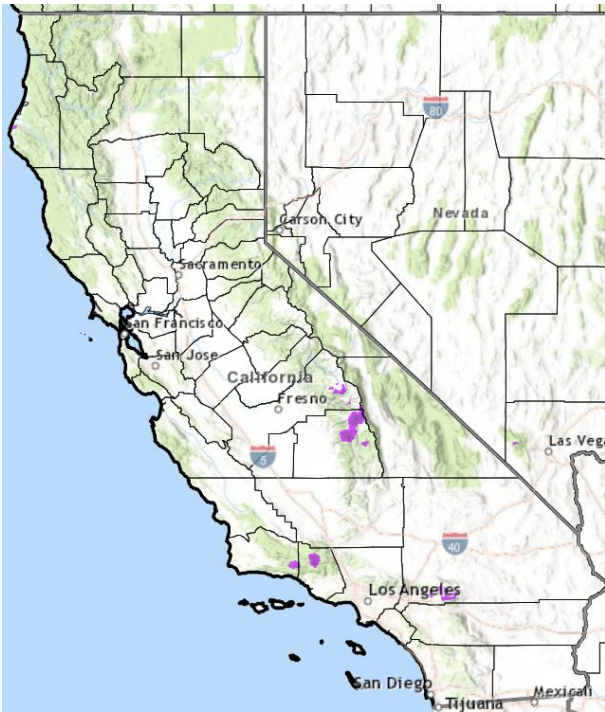 80
Carson City
Nevada
Sacramento
San Francisco
San Jose
California
Fresno
Las Vega
5
40
Los Angeles
San Diego
Mexicali
Tijuana